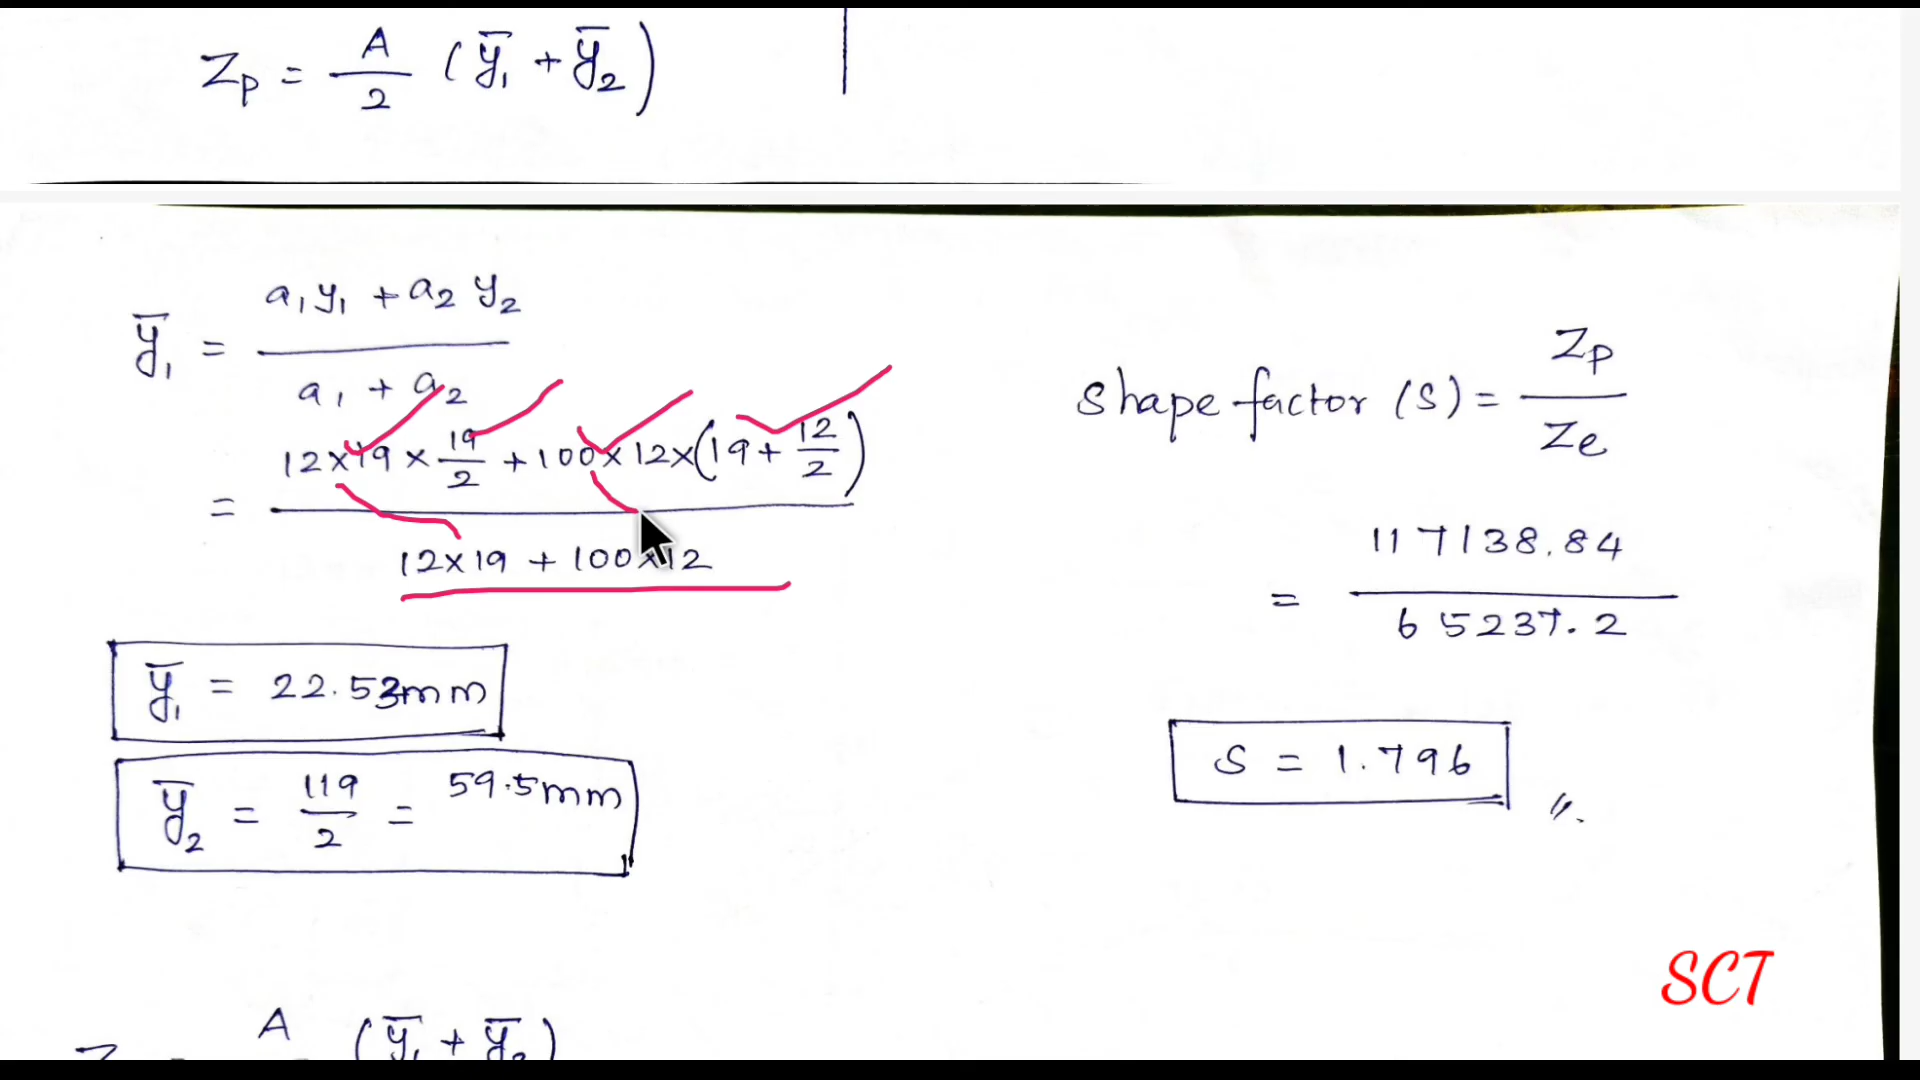 Zp = A/2 (ȳ₁ + ȳ₂)
ȳ₁ = (a₁y₁ + a₂y₂) / (a₁ + a₂)
= (12×19×19/2 + 100×12×(19+12/2)) / (12×19 + 100×12)
ȳ₁ = 22.53mm
ȳ₂ = 119/2 = 59.5mm
Shape factor (S) = Zp/Ze
= 117138.84 / 65237.2
S = 1.796
SCT
A (ȳ₁ + ȳ₂)